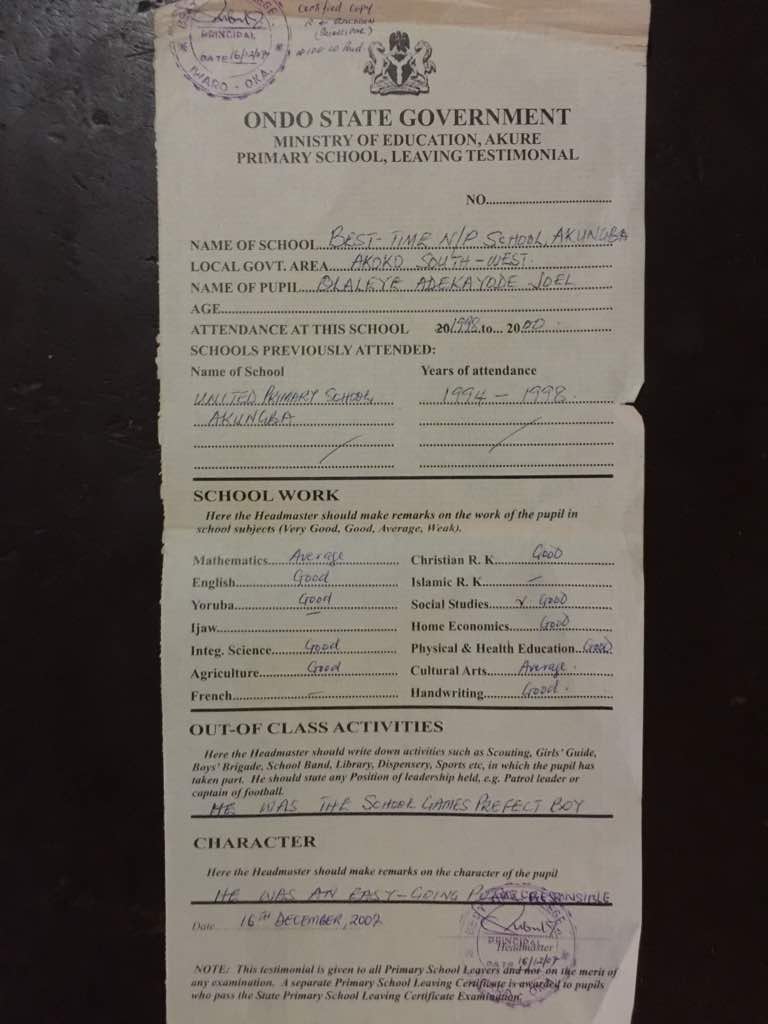 Certified Copy
PRINCIPAL
DATE 16/12/07
IWARO - OKA.
ONDO STATE GOVERNMENT
MINISTRY OF EDUCATION, AKURE
PRIMARY SCHOOL, LEAVING TESTIMONIAL
NO.
NAME OF SCHOOL BEST-TIME N/P SCHOOL, AKUNGBA
LOCAL GOVT. AREA AKOKO SOUTH-WEST.
NAME OF PUPIL OLALEYE ADEKAYODE JOEL
AGE
ATTENDANCE AT THIS SCHOOL 20/1998 to... 2000
SCHOOLS PREVIOUSLY ATTENDED:
Name of School Years of attendance
UNITED PRIMARY SCHOOL, 1994 - 1998.
AKUNGBA
SCHOOL WORK
Here the Headmaster should make remarks on the work of the pupil in
school subjects (Very Good, Good, Average, Weak).
Mathematics Average Christian R. K Good
English Good Islamic R. K —
Yoruba Good Social Studies Good
Ijaw Home Economics Good
Integ. Science Good Physical & Health Education Good
Agriculture Good Cultural Arts Average.
French — Handwriting Good.
OUT-OF CLASS ACTIVITIES
Here the Headmaster should write down activities such as Scouting, Girls' Guide,
Boys' Brigade, School Band, Library, Dispensery, Sports etc, in which the pupil has
taken part. He should state any Position of leadership held, e.g. Patrol leader or
captain of football.
HE WAS THE SCHOOL GAMES PREFECT BOY
CHARACTER
Here the Headmaster should make remarks on the character of the pupil
HE WAS AN EASY-GOING RESPONSIBLE
Date 16TH DECEMBER, 2007
Headmaster
PRINCIPAL
DATE 16/12/07
NOTE: This testimonial is given to all Primary School Leavers and not on the merit of
any examination. A separate Primary School Leaving Certificate is awarded to pupils
who pass the State Primary School Leaving Certificate Examination.